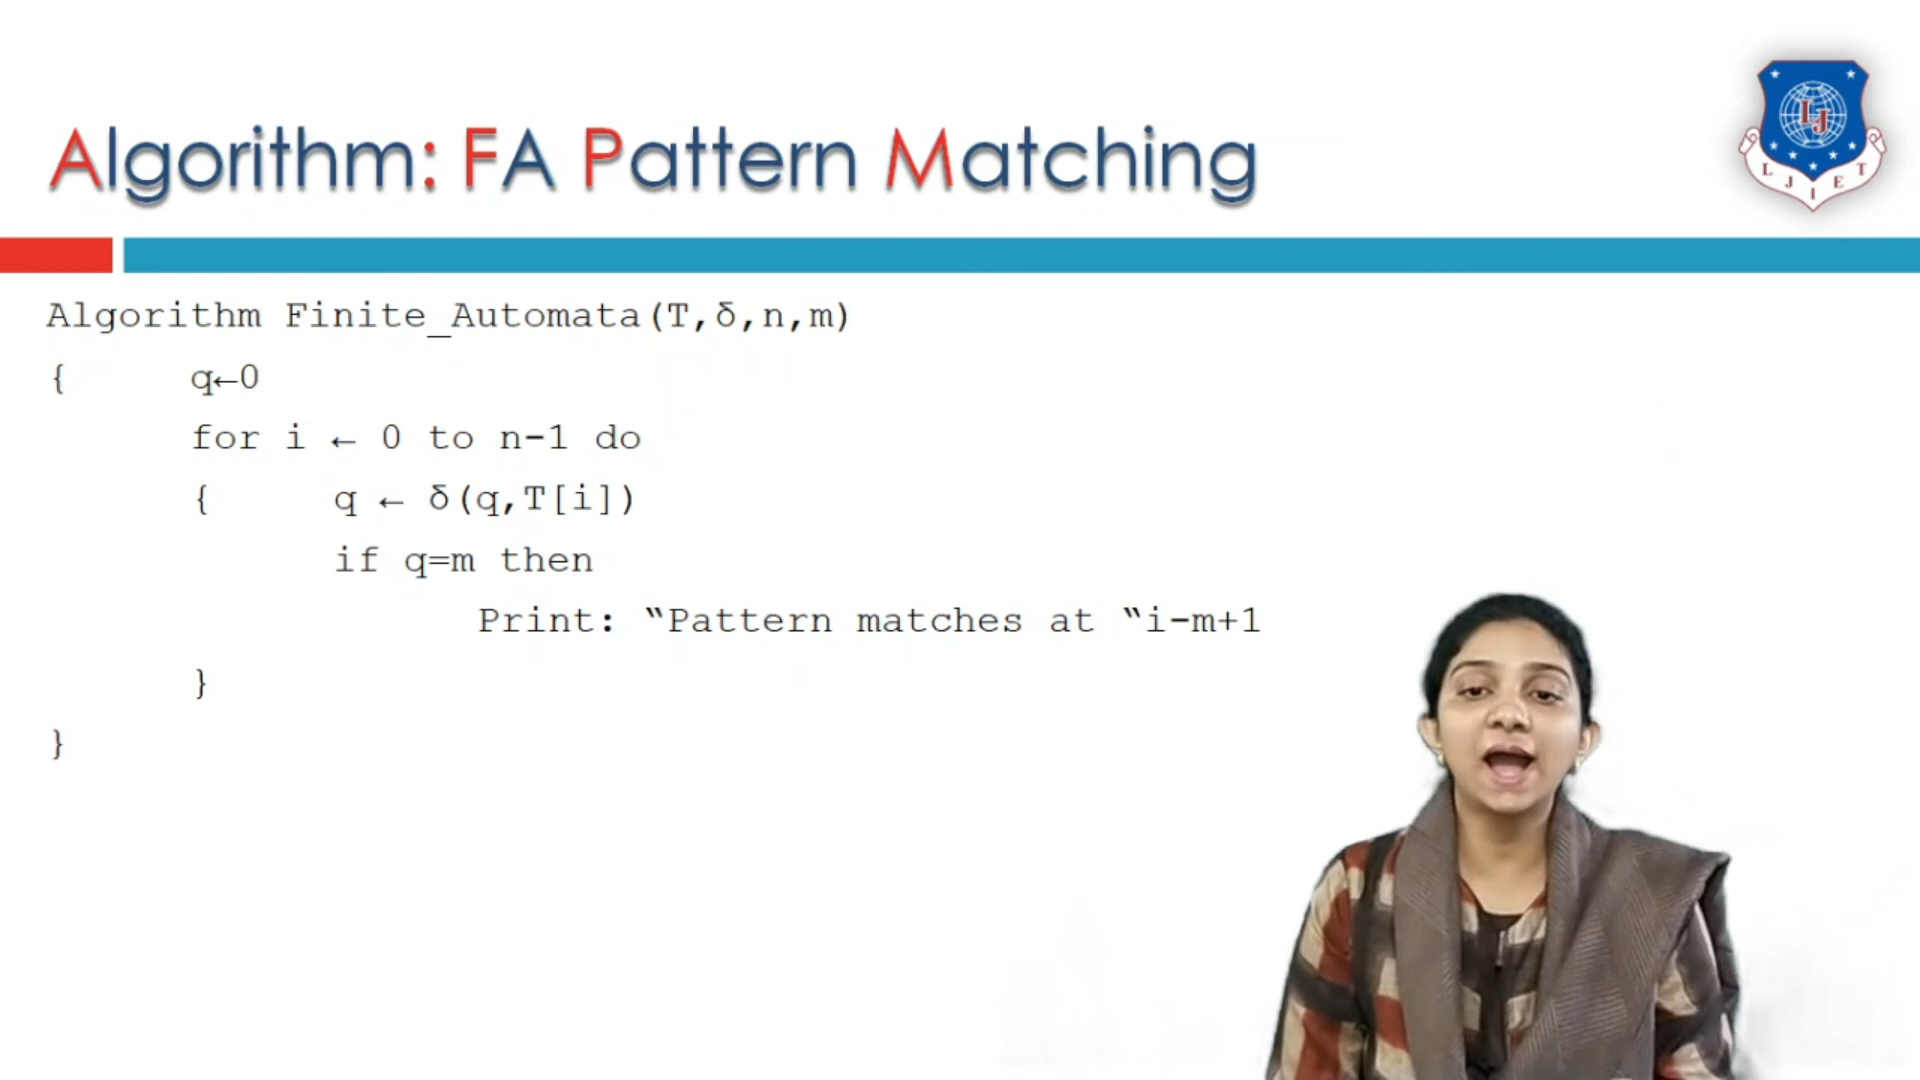 Algorithm: FA Pattern Matching
LJ
L J I E T
Algorithm Finite_Automata(T,δ,n,m)
{ q←0
for i ← 0 to n-1 do
{ q ← δ(q,T[i])
if q=m then
Print: “Pattern matches at “i-m+1
}
}